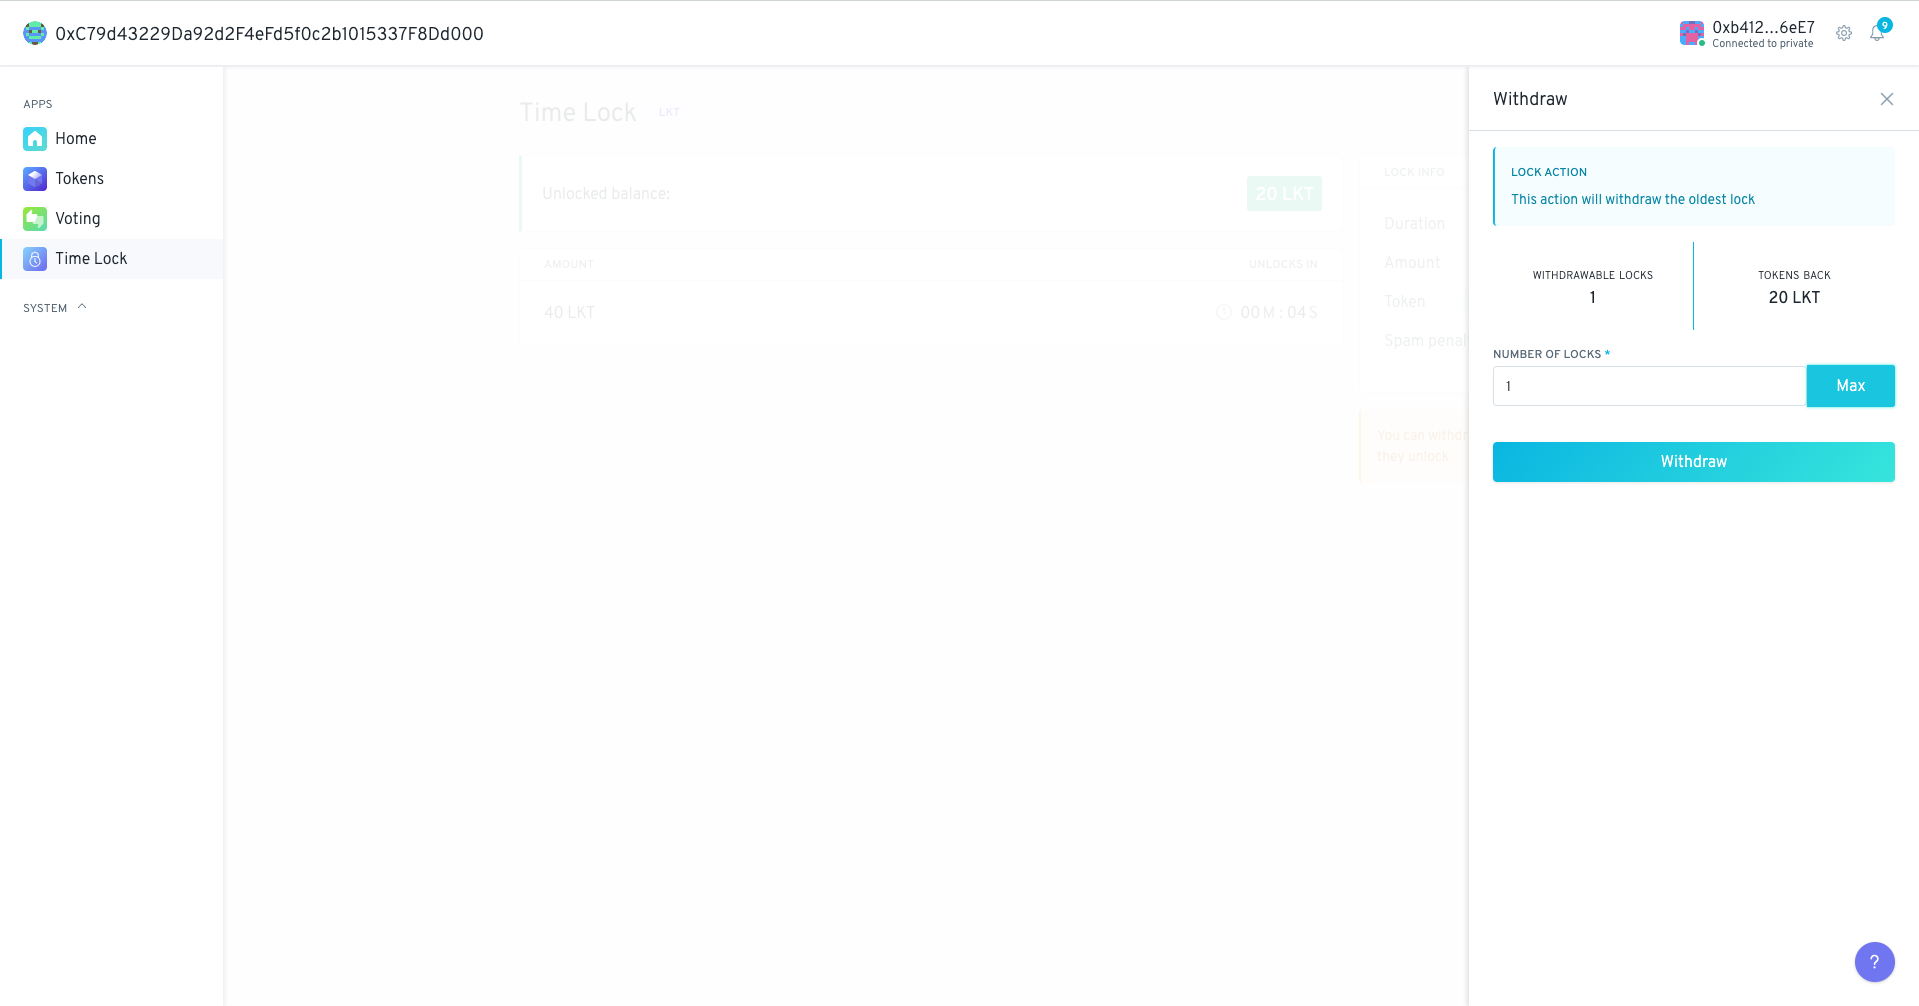 0xC79d43229Da92d2F4eFd5f0c2b1015337F8Dd000
0xb412...6eE7
Connected to private
9
APPS
Home
Tokens
Voting
Time Lock
SYSTEM
Time Lock
LKT
Unlocked balance:
20 LKT
AMOUNT
UNLOCKS IN
40 LKT
00 M : 04 S
LOCK INFO
Duration
Amount
Token
Spam penal
You can withdr
they unlock
Withdraw
LOCK ACTION
This action will withdraw the oldest lock
WITHDRAWABLE LOCKS
1
TOKENS BACK
20 LKT
NUMBER OF LOCKS *
1
Max
Withdraw
?